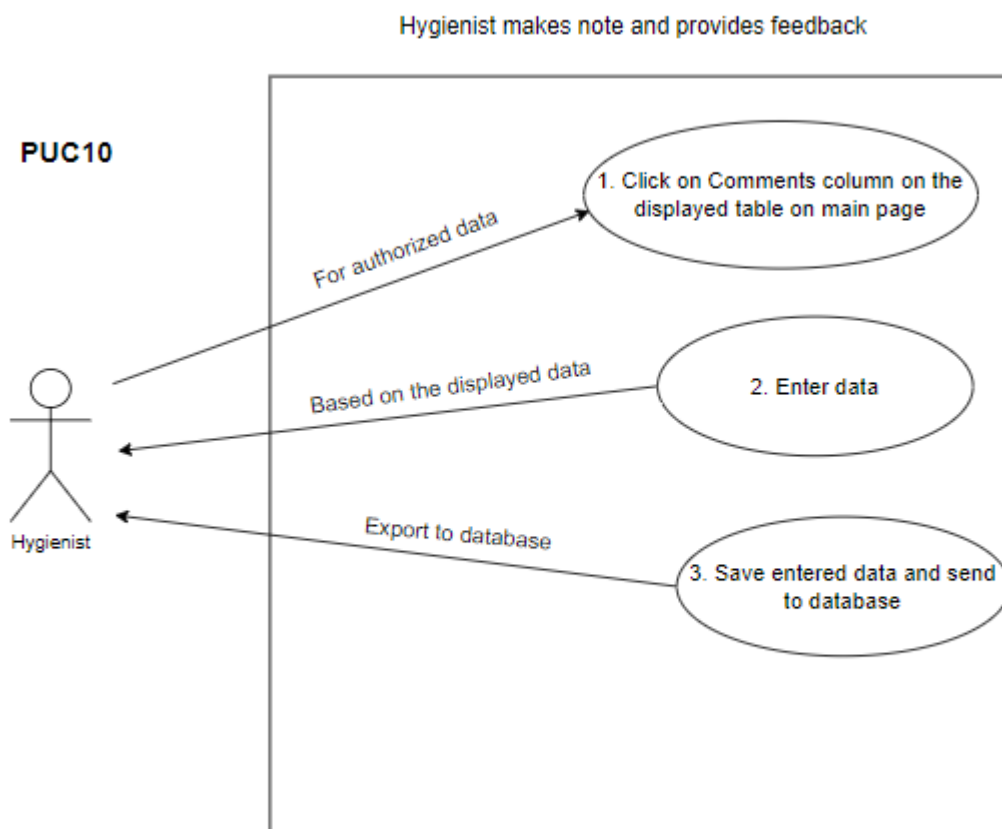 Hygienist makes note and provides feedback
PUC10
1. Click on Comments column on the
displayed table on main page
For authorized data
Based on the displayed data
2. Enter data
Export to database
Hygienist
3. Save entered data and send
to database